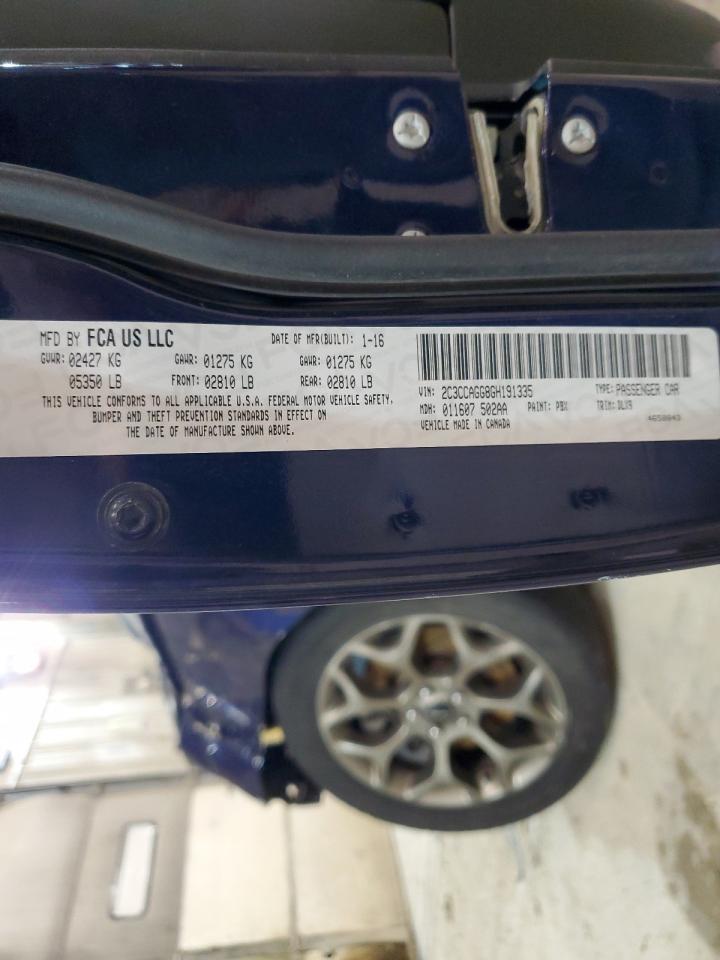 MFD BY FCA US LLC DATE OF MFR(BUILT): 1-16
GVWR: 02427 KG GAWR: 01275 KG GAWR: 01275 KG
05350 LB FRONT: 02810 LB REAR: 02810 LB
THIS VEHICLE CONFORMS TO ALL APPLICABLE U.S.A. FEDERAL MOTOR VEHICLE SAFETY,
BUMPER AND THEFT PREVENTION STANDARDS IN EFFECT ON
THE DATE OF MANUFACTURE SHOWN ABOVE.
VIN: 2C3CCAGG8GH191335 TYPE: PASSENGER CAR
MDH: 011607 502AA PAINT: PBX TRIM: DLX9
VEHICLE MADE IN CANADA 4658043